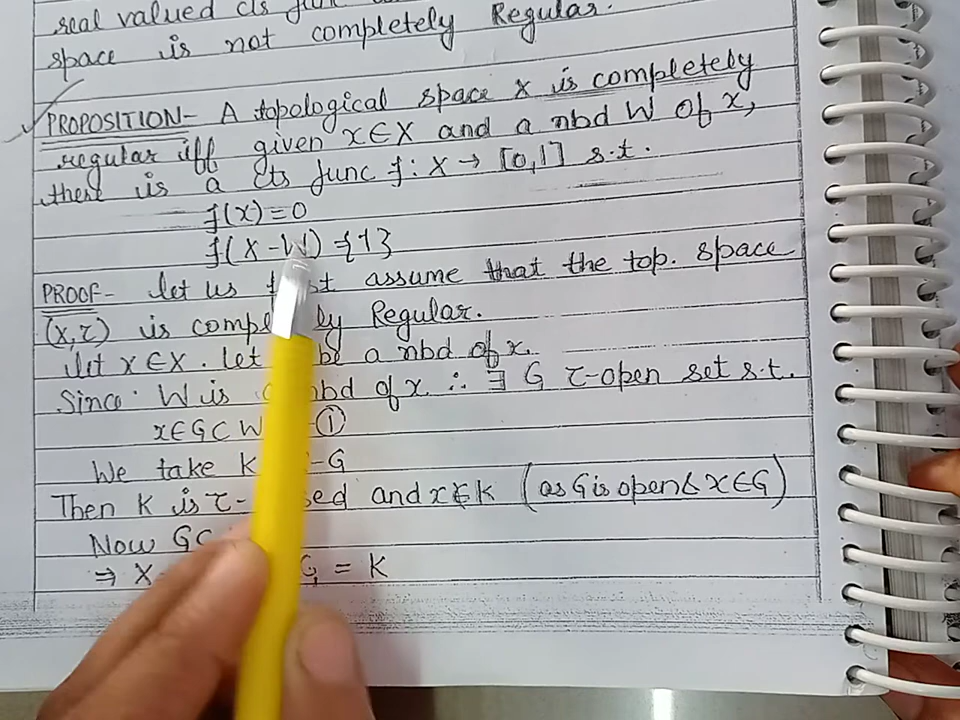 real valued cts func
space is not completely Regular.
PROPOSITION- A topological space X is completely
regular iff given x∈X and a nbd W of x,
there is a cts func f: X → [0,1] s.t.
f(x)=0
f(X-W)={1}
PROOF- let us first assume that the top. space
(X,τ) is completely Regular.
let x∈X. Let be a nbd of x.
Since W is nbd of x ∴ ∃ G τ-open set s.t.
x∈G⊂W ①
We take K -G
Then K is τ- sed and x∉K (as G is open & x∈G)
Now G⊂
⇒ X G = K